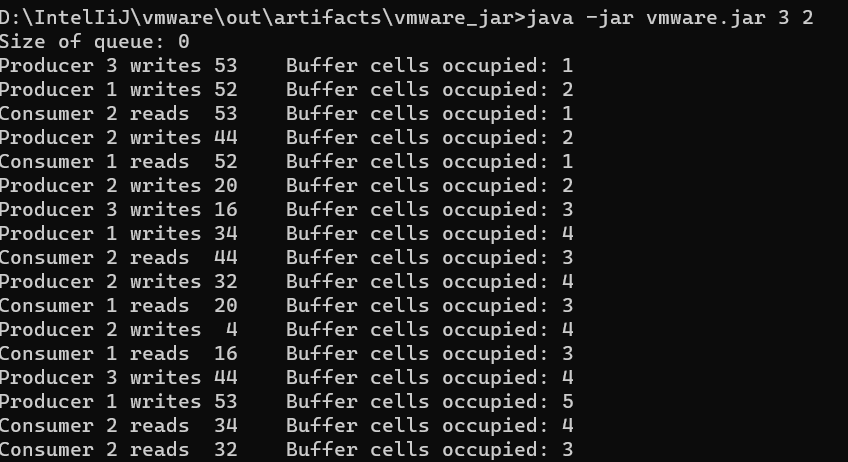 D:\IntelIiJ\vmware\out\artifacts\vmware_jar>java -jar vmware.jar 3 2
Size of queue: 0
Producer 3 writes 53    Buffer cells occupied: 1
Producer 1 writes 52    Buffer cells occupied: 2
Consumer 2 reads  53    Buffer cells occupied: 1
Producer 2 writes 44    Buffer cells occupied: 2
Consumer 1 reads  52    Buffer cells occupied: 1
Producer 2 writes 20    Buffer cells occupied: 2
Producer 3 writes 16    Buffer cells occupied: 3
Producer 1 writes 34    Buffer cells occupied: 4
Consumer 2 reads  44    Buffer cells occupied: 3
Producer 2 writes 32    Buffer cells occupied: 4
Consumer 1 reads  20    Buffer cells occupied: 3
Producer 2 writes  4    Buffer cells occupied: 4
Consumer 1 reads  16    Buffer cells occupied: 3
Producer 3 writes 44    Buffer cells occupied: 4
Producer 1 writes 53    Buffer cells occupied: 5
Consumer 2 reads  34    Buffer cells occupied: 4
Consumer 2 reads  32    Buffer cells occupied: 3